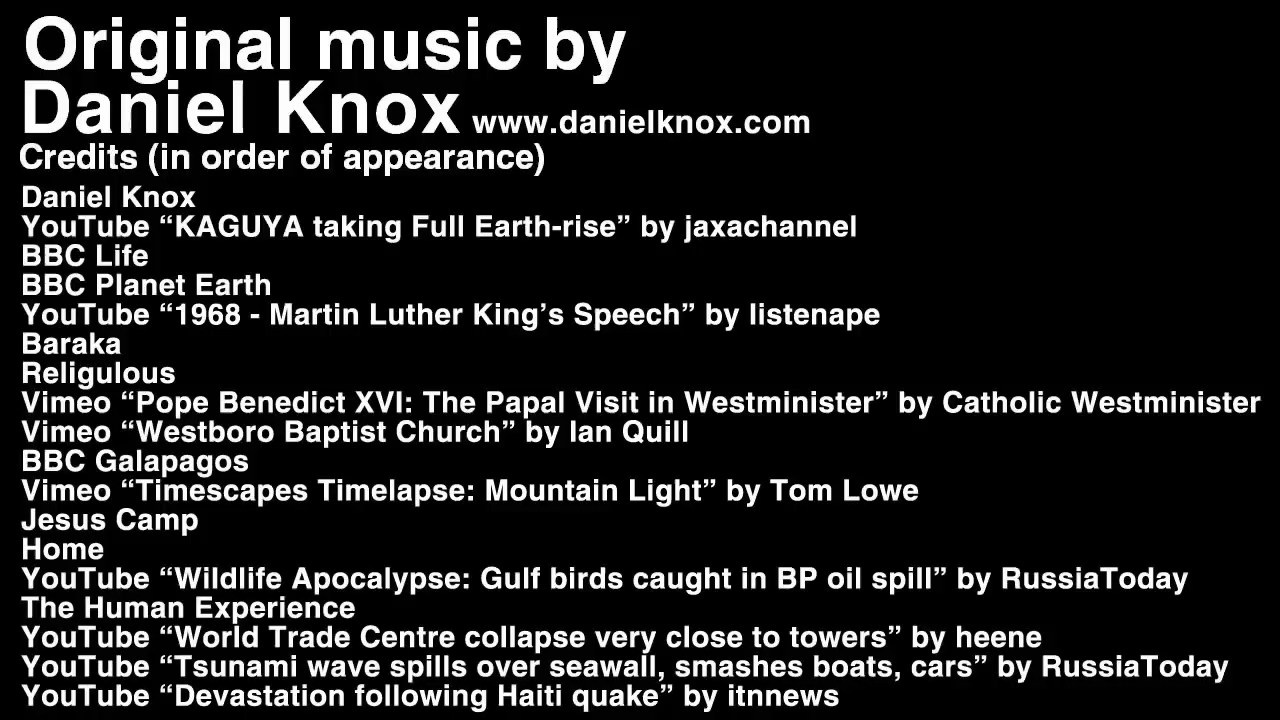 Original music by
Daniel Knox www.danielknox.com
Credits (in order of appearance)
Daniel Knox
YouTube “KAGUYA taking Full Earth-rise” by jaxachannel
BBC Life
BBC Planet Earth
YouTube “1968 - Martin Luther King’s Speech” by listenape
Baraka
Religulous
Vimeo “Pope Benedict XVI: The Papal Visit in Westminister” by Catholic Westminister
Vimeo “Westboro Baptist Church” by Ian Quill
BBC Galapagos
Vimeo “Timescapes Timelapse: Mountain Light” by Tom Lowe
Jesus Camp
Home
YouTube “Wildlife Apocalypse: Gulf birds caught in BP oil spill” by RussiaToday
The Human Experience
YouTube “World Trade Centre collapse very close to towers” by heene
YouTube “Tsunami wave spills over seawall, smashes boats, cars” by RussiaToday
YouTube “Devastation following Haiti quake” by itnnews